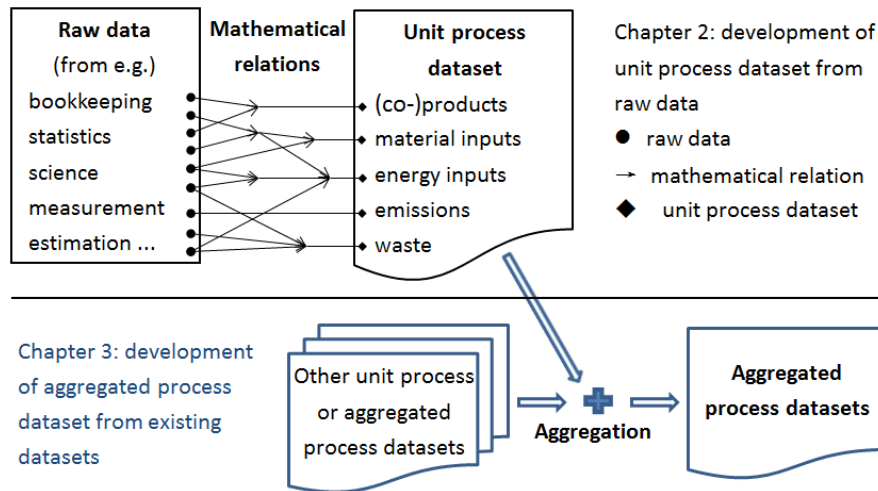 Raw data
(from e.g.)
bookkeeping
statistics
science
measurement
estimation ...
Mathematical
relations
Unit process
dataset
(co-)products
material inputs
energy inputs
emissions
waste
Chapter 2: development of
unit process dataset from
raw data
raw data
mathematical relation
unit process dataset
Chapter 3: development
of aggregated process
dataset from existing
datasets
Other unit process
or aggregated
process datasets
Aggregation
Aggregated
process datasets